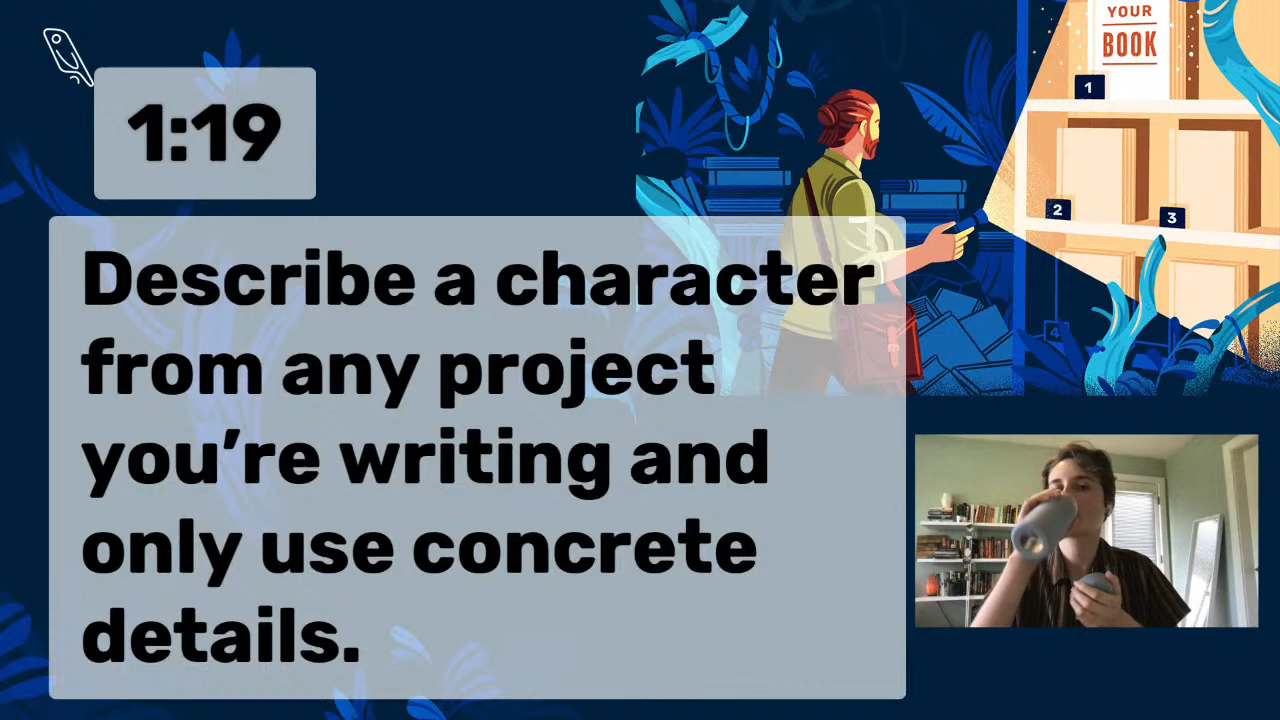 1:19
Describe a character
from any project
you’re writing and
only use concrete
details.
YOUR
BOOK
1
2
3
4